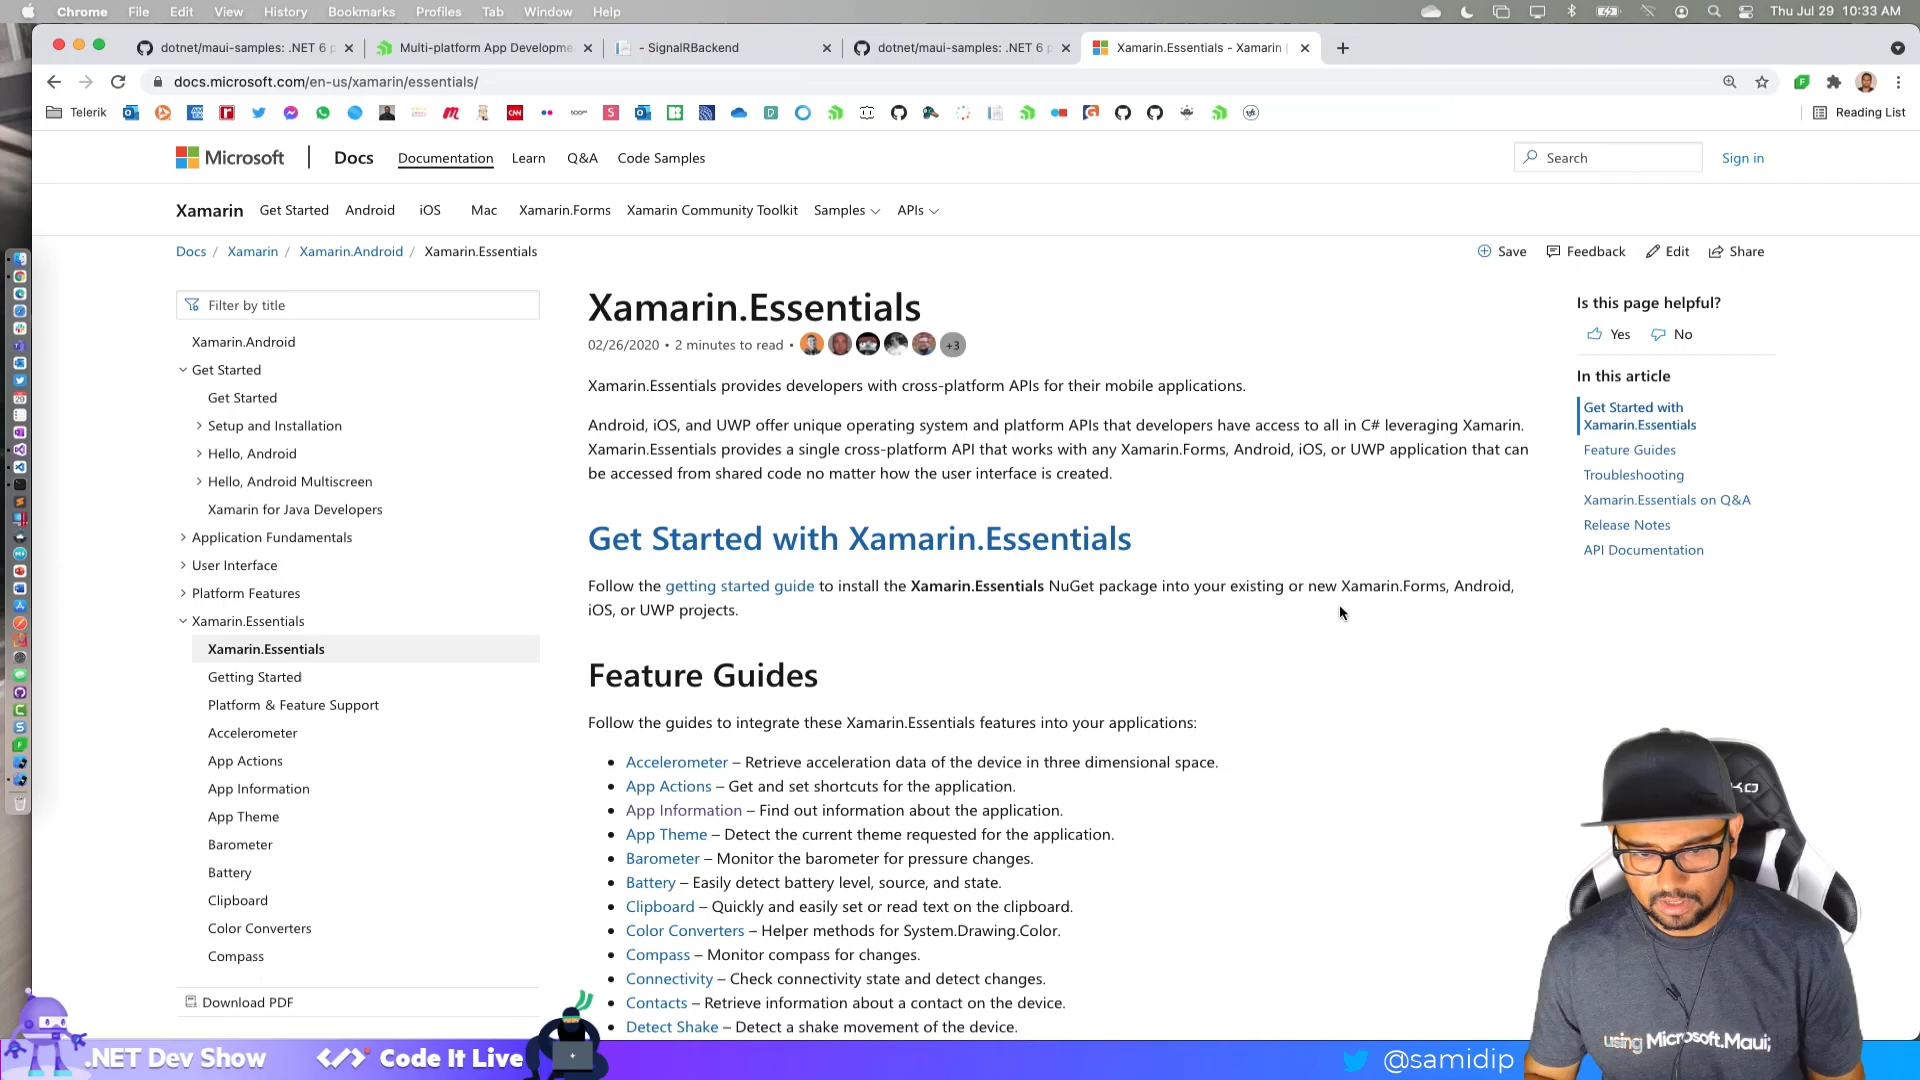 Chrome File Edit View History Bookmarks Profiles Tab Window Help Thu Jul 29 10:33 AM
dotnet/maui-samples: .NET 6 p Multi-platform App Developme - SignalRBackend dotnet/maui-samples: .NET 6 p Xamarin.Essentials - Xamarin
docs.microsoft.com/en-us/xamarin/essentials/
Telerik Reading List
Microsoft Docs Documentation Learn Q&A Code Samples Search Sign in
Xamarin Get Started Android iOS Mac Xamarin.Forms Xamarin Community Toolkit Samples APIs
Docs / Xamarin / Xamarin.Android / Xamarin.Essentials Save Feedback Edit Share
Filter by title
Xamarin.Android
Get Started
Get Started
Setup and Installation
Hello, Android
Hello, Android Multiscreen
Xamarin for Java Developers
Application Fundamentals
User Interface
Platform Features
Xamarin.Essentials
Xamarin.Essentials
Getting Started
Platform & Feature Support
Accelerometer
App Actions
App Information
App Theme
Barometer
Battery
Clipboard
Color Converters
Compass
Download PDF
Xamarin.Essentials
02/26/2020 • 2 minutes to read • +3
Xamarin.Essentials provides developers with cross-platform APIs for their mobile applications.
Android, iOS, and UWP offer unique operating system and platform APIs that developers have access to all in C# leveraging Xamarin.
Xamarin.Essentials provides a single cross-platform API that works with any Xamarin.Forms, Android, iOS, or UWP application that can
be accessed from shared code no matter how the user interface is created.
Get Started with Xamarin.Essentials
Follow the getting started guide to install the Xamarin.Essentials NuGet package into your existing or new Xamarin.Forms, Android,
iOS, or UWP projects.
Feature Guides
Follow the guides to integrate these Xamarin.Essentials features into your applications:
• Accelerometer – Retrieve acceleration data of the device in three dimensional space.
• App Actions – Get and set shortcuts for the application.
• App Information – Find out information about the application.
• App Theme – Detect the current theme requested for the application.
• Barometer – Monitor the barometer for pressure changes.
• Battery – Easily detect battery level, source, and state.
• Clipboard – Quickly and easily set or read text on the clipboard.
• Color Converters – Helper methods for System.Drawing.Color.
• Compass – Monitor compass for changes.
• Connectivity – Check connectivity state and detect changes.
• Contacts – Retrieve information about a contact on the device.
• Detect Shake – Detect a shake movement of the device.
Is this page helpful?
Yes No
In this article
Get Started with
Xamarin.Essentials
Feature Guides
Troubleshooting
Xamarin.Essentials on Q&A
Release Notes
API Documentation
using Microsoft.Maui;
.NET Dev Show </> Code It Live @samidip